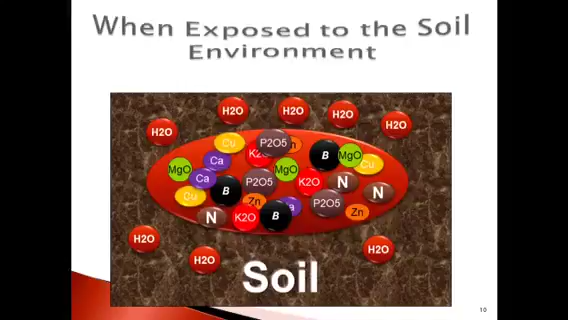 When Exposed to the Soil
Environment
H2O
H2O
H2O
H2O
H2O
Cu
P2O5
K2O
B
MgO
Cu
Ca
MgO
MgO
Ca
P2O5
K2O
N
N
B
Cu
Zn
P2O5
Zn
N
K2O
B
H2O
H2O
H2O
Soil
10